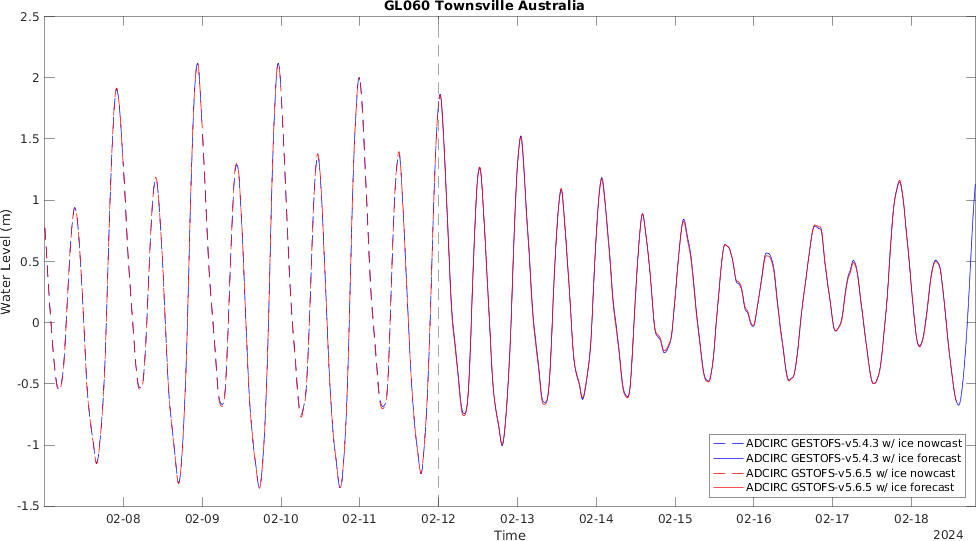 GL060 Townsville Australia
2.5
2
1.5
1
0.5
0
-0.5
-1
-1.5
Water Level (m)
ADCIRC GESTOFS-v5.4.3 w/ ice nowcast
ADCIRC GESTOFS-v5.4.3 w/ ice forecast
ADCIRC GSTOFS-v5.6.5 w/ ice nowcast
ADCIRC GSTOFS-v5.6.5 w/ ice forecast
02-08 02-09 02-10 02-11 02-12 02-13 02-14 02-15 02-16 02-17 02-18
Time
2024